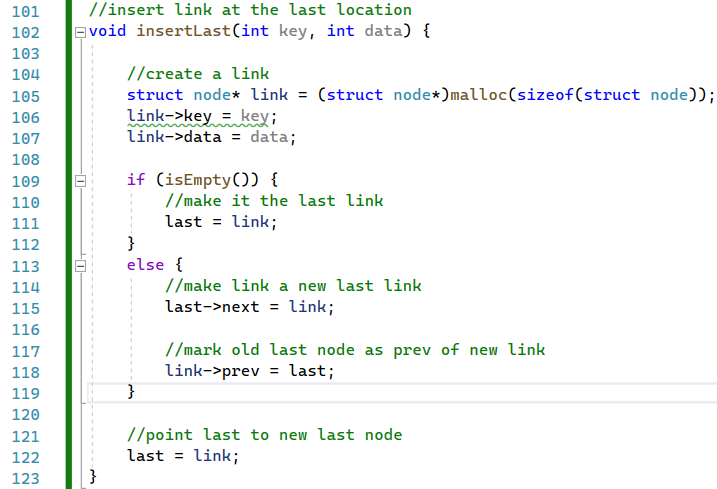 101 //insert link at the last location
102 void insertLast(int key, int data) {
103
104 //create a link
105 struct node* link = (struct node*)malloc(sizeof(struct node));
106 link->key = key;
107 link->data = data;
108
109 if (isEmpty()) {
110 //make it the last link
111 last = link;
112 }
113 else {
114 //make link a new last link
115 last->next = link;
116
117 //mark old last node as prev of new link
118 link->prev = last;
119 }
120
121 //point last to new last node
122 last = link;
123 }